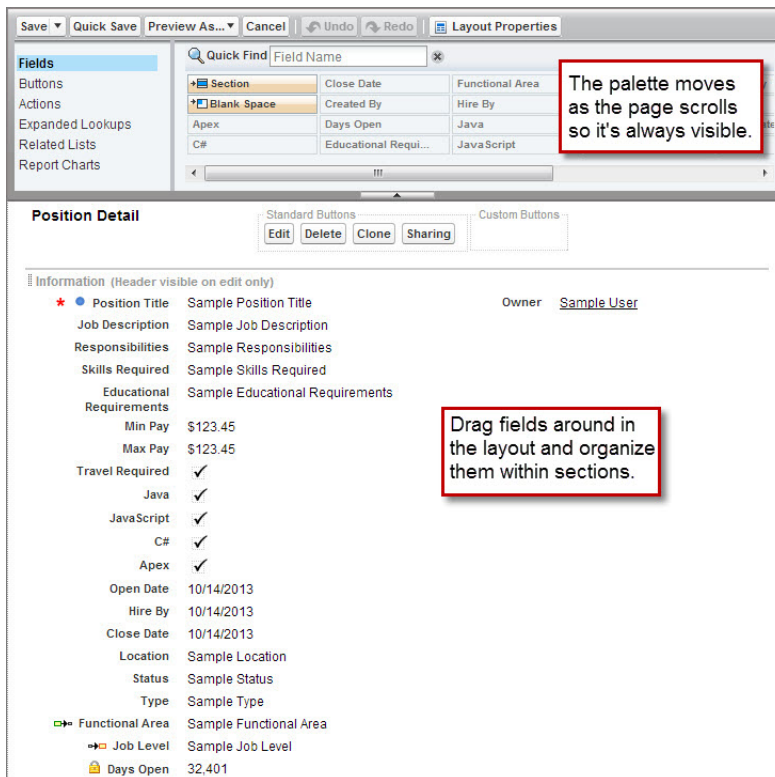 Save Quick Save Preview As... Cancel Undo Redo Layout Properties
Fields
Buttons
Actions
Expanded Lookups
Related Lists
Report Charts
Quick Find Field Name
Section Close Date Functional Area
Blank Space Created By Hire By
Apex Days Open Java
C# Educational Requi... JavaScript
The palette moves
as the page scrolls
so it's always visible.
Position Detail
Standard Buttons
Edit Delete Clone Sharing
Custom Buttons
Information (Header visible on edit only)
* Position Title Sample Position Title Owner Sample User
Job Description Sample Job Description
Responsibilities Sample Responsibilities
Skills Required Sample Skills Required
Educational Requirements Sample Educational Requirements
Min Pay $123.45
Max Pay $123.45
Travel Required ✓
Java ✓
JavaScript ✓
C# ✓
Apex ✓
Drag fields around in
the layout and organize
them within sections.
Open Date 10/14/2013
Hire By 10/14/2013
Close Date 10/14/2013
Location Sample Location
Status Sample Status
Type Sample Type
Functional Area Sample Functional Area
Job Level Sample Job Level
Days Open 32,401